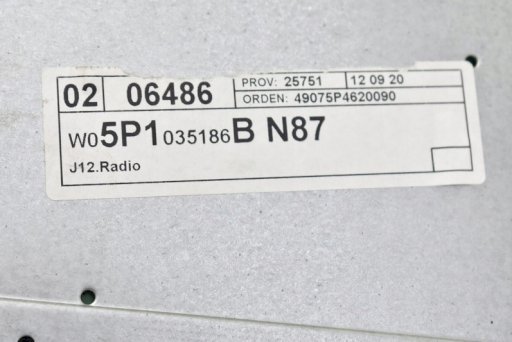 02 06486 PROV: 25751 12 09 20
ORDEN: 49075P4620090
W05P1035186B N87
J12.Radio